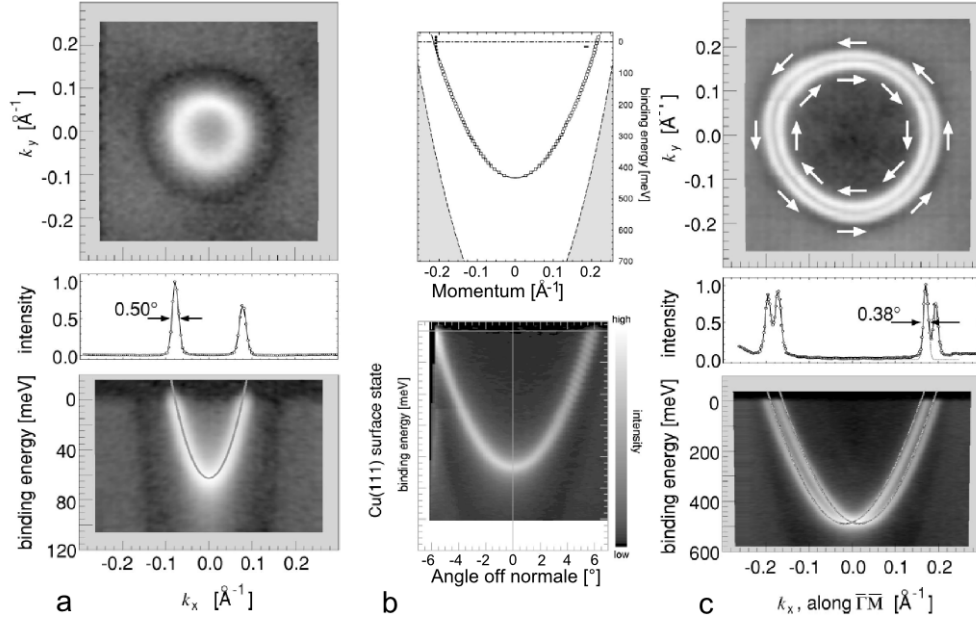 0.2
0.1
0.0
-0.1
-0.2
k_y [Å⁻¹]
1.0
0.5
0.0
intensity
0.50°
0
40
80
120
binding energy [meV]
-0.2 -0.1 0.0 0.1 0.2
a
k_x [Å⁻¹]
0
100
200
300
400
500
600
700
binding energy [meV]
-0.2 -0.1 0 0.1 0.2
Momentum [Å⁻¹]
Cu(111) surface state
binding energy [meV]
high
intensity
low
-6 -4 -2 0 2 4 6
Angle off normale [°]
b
0.2
0.1
0.0
-0.1
-0.2
1.0
0.5
0.0
intensity
0.38°
0
200
400
600
binding energy [meV]
-0.2 -0.1 0.0 0.1 0.2
c
k_x, along Γ̄M̄ [Å⁻¹]